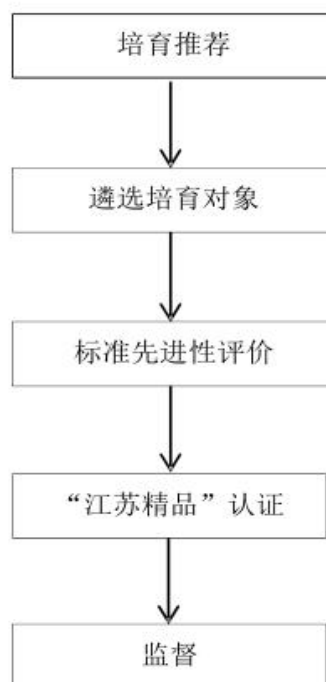 培育推荐
遴选培育对象
标准先进性评价
“江苏精品”认证
监督